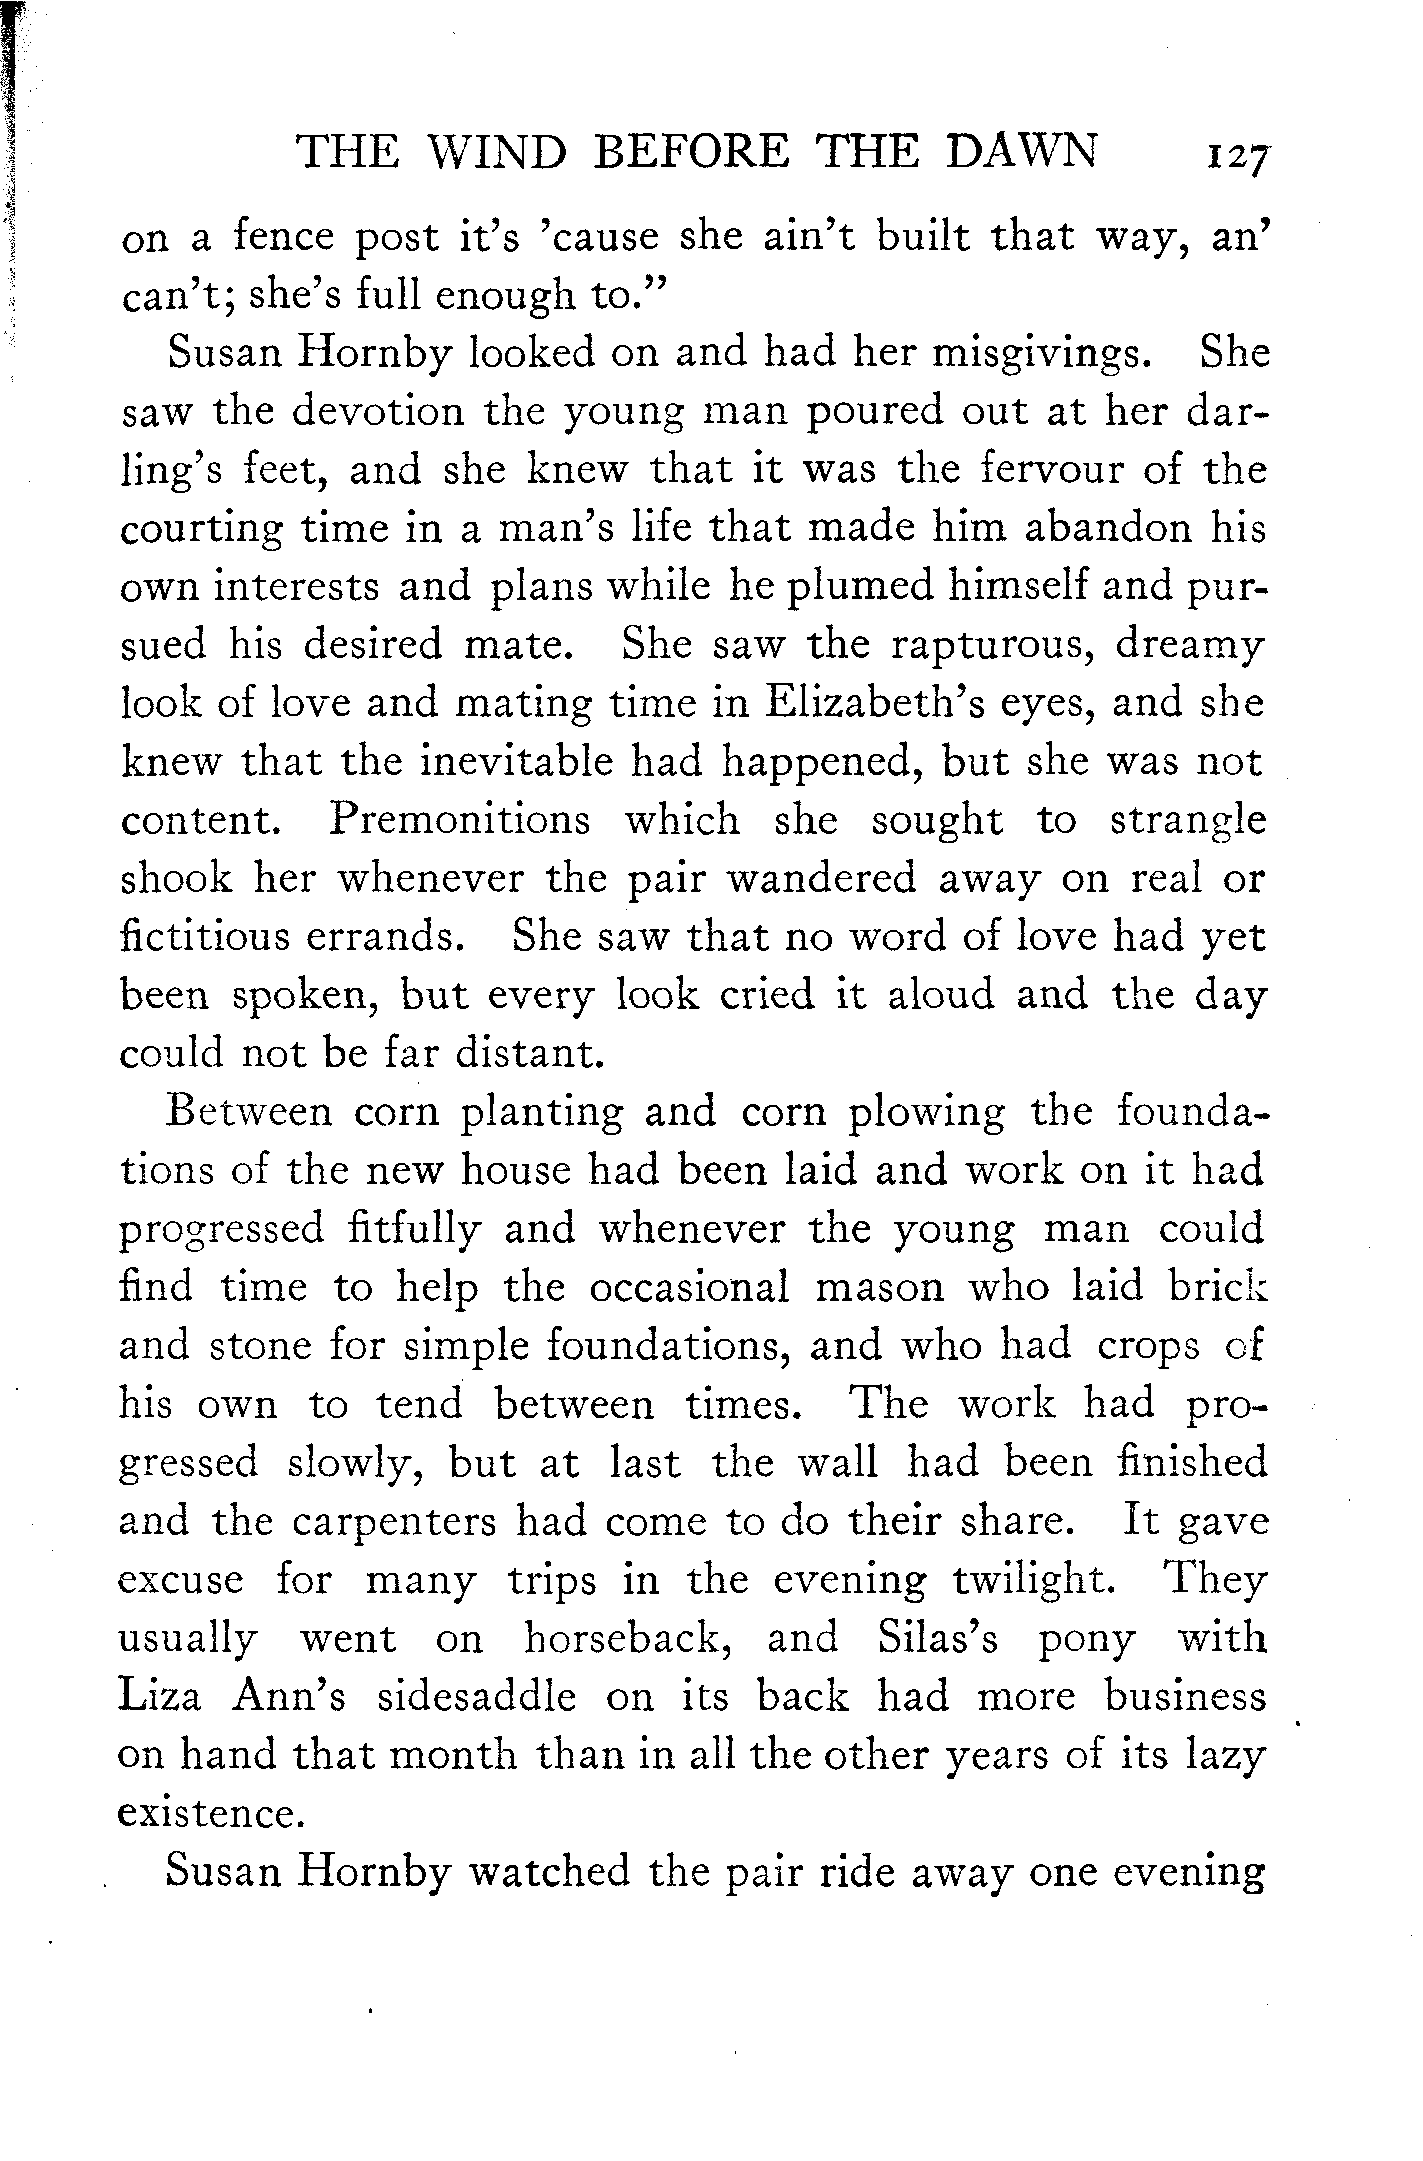 THE WIND BEFORE THE DAWN 127
on a fence post it's 'cause she ain't built that way, an'
can't; she's full enough to."
Susan Hornby looked on and had her misgivings. She
saw the devotion the young man poured out at her dar-
ling's feet, and she knew that it was the fervour of the
courting time in a man's life that made him abandon his
own interests and plans while he plumed himself and pur-
sued his desired mate. She saw the rapturous, dreamy
look of love and mating time in Elizabeth's eyes, and she
knew that the inevitable had happened, but she was not
content. Premonitions which she sought to strangle
shook her whenever the pair wandered away on real or
fictitious errands. She saw that no word of love had yet
been spoken, but every look cried it aloud and the day
could not be far distant.
Between corn planting and corn plowing the founda-
tions of the new house had been laid and work on it had
progressed fitfully and whenever the young man could
find time to help the occasional mason who laid brick
and stone for simple foundations, and who had crops of
his own to tend between times. The work had pro-
gressed slowly, but at last the wall had been finished
and the carpenters had come to do their share. It gave
excuse for many trips in the evening twilight. They
usually went on horseback, and Silas's pony with
Liza Ann's sidesaddle on its back had more business
on hand that month than in all the other years of its lazy
existence.
Susan Hornby watched the pair ride away one evening